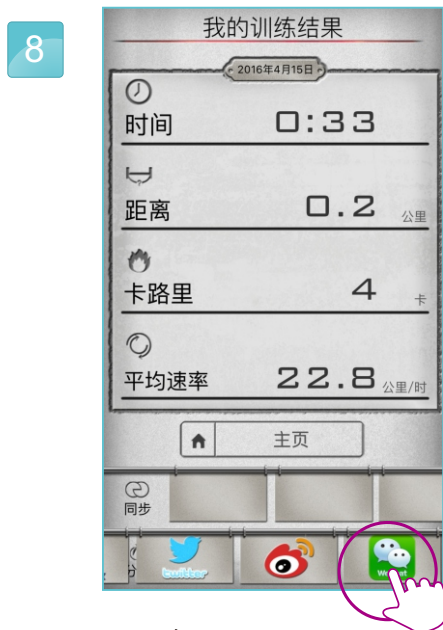 8
我的训练结果
2016年4月15日
时间 0:33
距离 0.2 公里
卡路里 4 卡
平均速率 22.8 公里/时
主页
同步
twitter